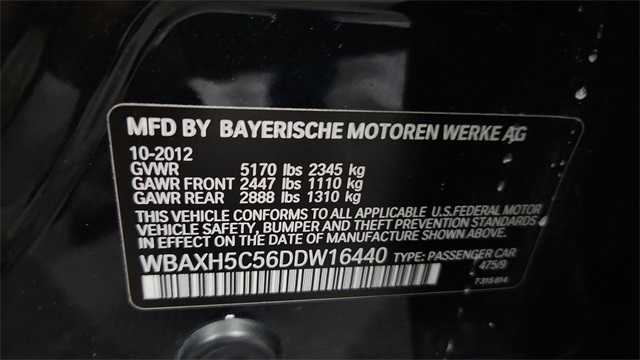 MFD BY BAYERISCHE MOTOREN WERKE AG
10-2012
GVWR 5170 lbs 2345 kg
GAWR FRONT 2447 lbs 1110 kg
GAWR REAR 2888 lbs 1310 kg
THIS VEHICLE CONFORMS TO ALL APPLICABLE U.S.FEDERAL MOTOR
VEHICLE SAFETY, BUMPER AND THEFT PREVENTION STANDARDS
IN EFFECT ON THE DATE OF MANUFACTURE SHOWN ABOVE.
WBAXH5C56DDW16440 TYPE: PASSENGER CAR
475/9